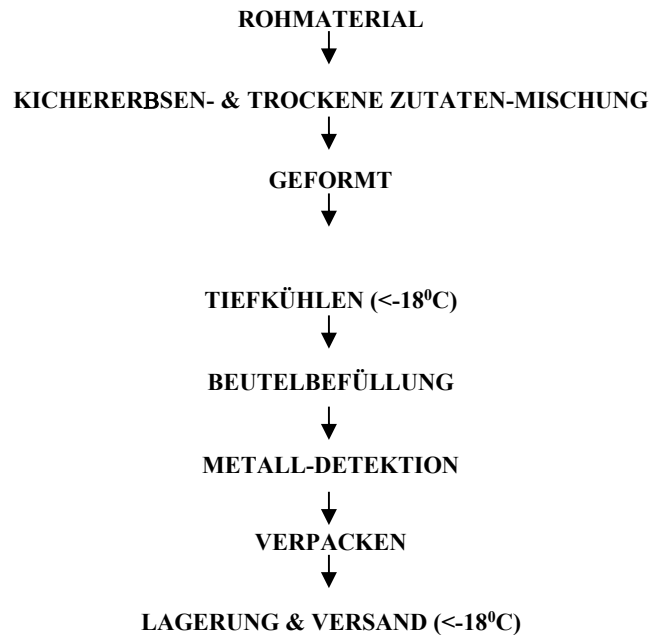 ROHMATERIAL
KICHERERBSEN- & TROCKENE ZUTATEN-MISCHUNG
GEFORMT
TIEFKÜHLEN (<-18⁰C)
BEUTELBEFÜLLUNG
METALL-DETEKTION
VERPACKEN
LAGERUNG & VERSAND (<-18⁰C)